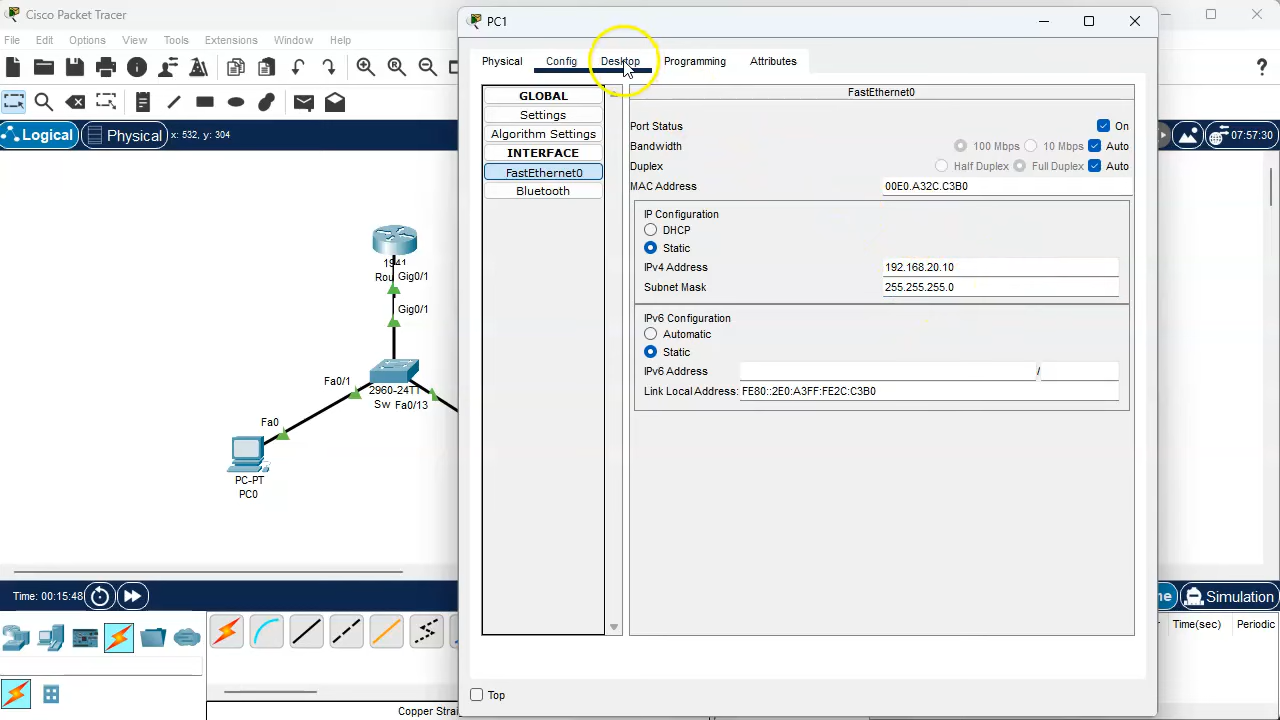 Cisco Packet Tracer
File Edit Options View Tools Extensions Window Help
Logical
Physical
x: 532, y: 304
07:57:30
1941
Rou Gig0/1
Gig0/1
Fa0/1
2960-24TT
Sw Fa0/13
Fa0
PC-PT
PC0
Time: 00:15:48
Simulation
Time(sec)
Periodic
Copper Strai
PC1
Physical Config Desktop Programming Attributes
GLOBAL
Settings
Algorithm Settings
INTERFACE
FastEthernet0
Bluetooth
FastEthernet0
Port Status On
Bandwidth 100 Mbps 10 Mbps Auto
Duplex Half Duplex Full Duplex Auto
MAC Address 00E0.A32C.C3B0
IP Configuration
DHCP
Static
IPv4 Address 192.168.20.10
Subnet Mask 255.255.255.0
IPv6 Configuration
Automatic
Static
IPv6 Address /
Link Local Address: FE80::2E0:A3FF:FE2C:C3B0
Top